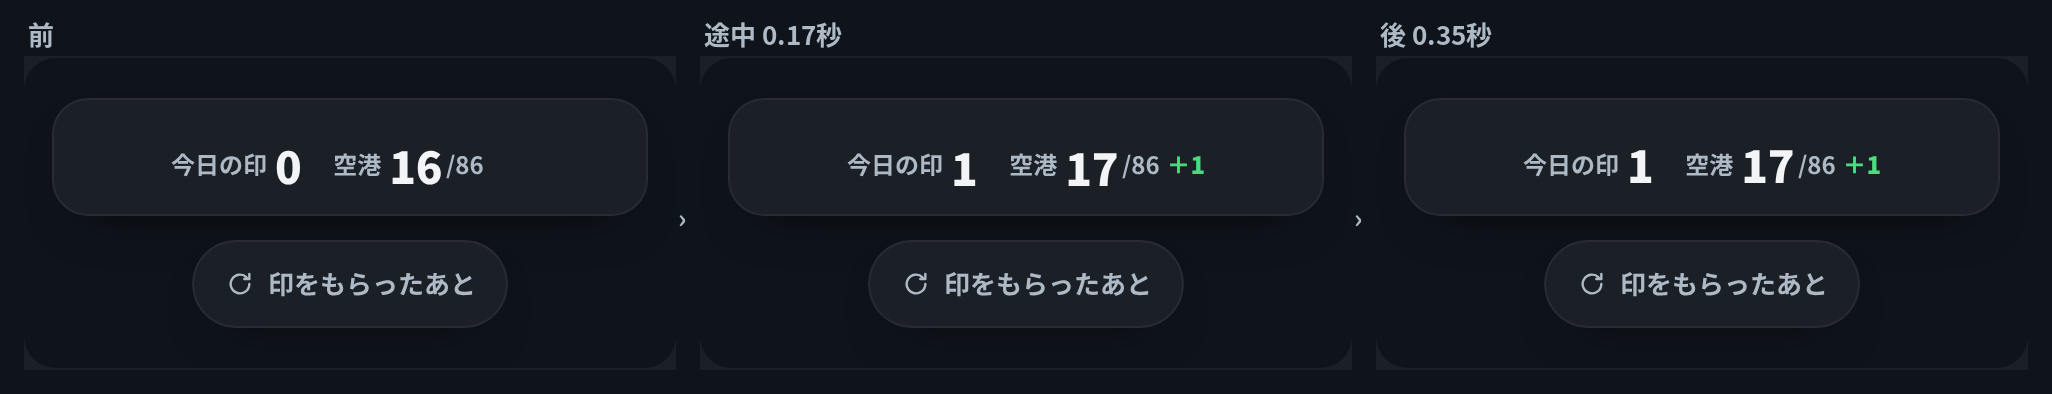 前
今日の印 0 空港 16/86
印をもらったあと
›
途中 0.17秒
今日の印 1 空港 17/86 +1
印をもらったあと
›
後 0.35秒
今日の印 1 空港 17/86 +1
印をもらったあと